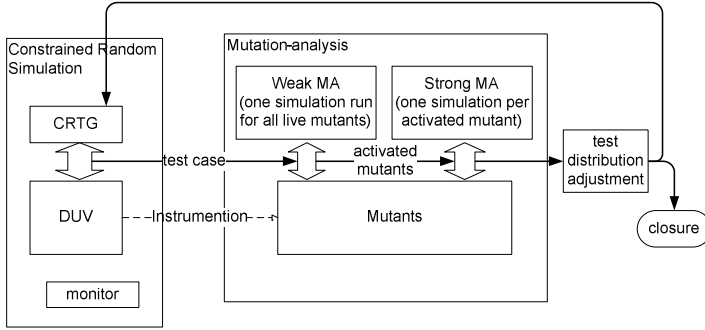 Constrained Random
Simulation
CRTG
DUV
monitor
test case
Instrumention
Mutation-analysis
Weak MA
(one simulation run
for all live mutants)
Strong MA
(one simulation per
activated mutant)
activated
mutants
Mutants
test
distribution
adjustment
closure